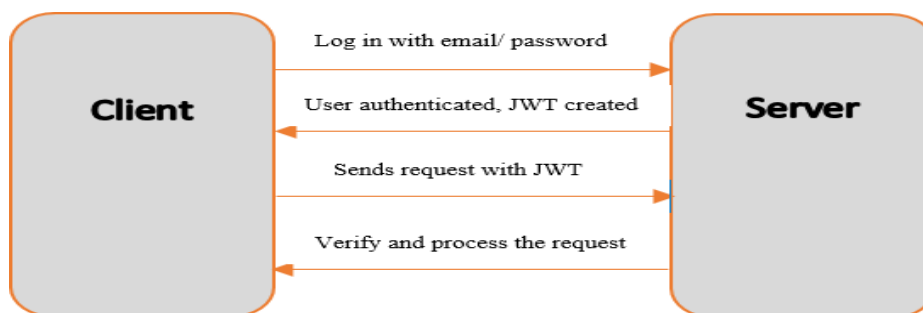 Log in with email/ password
Client
User authenticated, JWT created
Server
Sends request with JWT
Verify and process the request